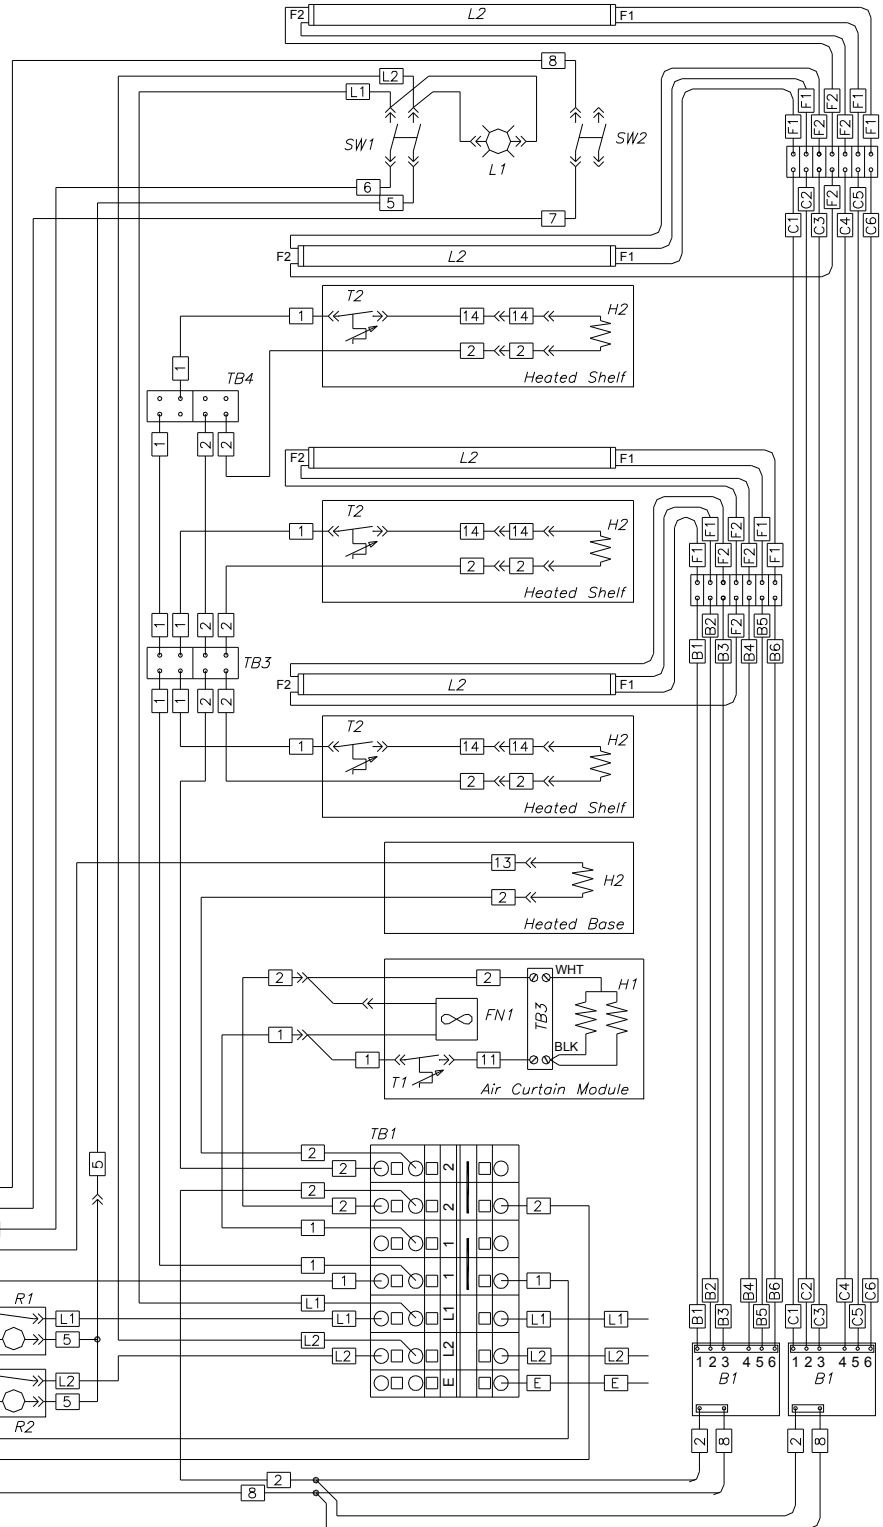 F2 L2 F1
8
L2
L1
F1 F2 F1
F1 F2 F2 F1
SW1
L1
SW2
6
5
7
C2 F2 C5
C1 C3 C4 C6
F2 L2 F1
T2
H2
1 14 14
2 2
Heated Shelf
1
TB4
1 2 2
F2 L2 F1
T2
H2
1 14 14
2 2
Heated Shelf
F1 F2 F1
F1 F2 F2 F1
1 1 2 2
B2 F2 B5
B1 B3 B4 B6
TB3
F2 L2 F1
1 1 2 2
T2
H2
1 14 14
2 2
Heated Shelf
13
H2
2
Heated Base
2 2 WHT
H1
FN1
TB3
1
BLK
1 11
T1
Air Curtain Module
TB1
5
2
2 2
2
2 2 2
1
1
1
1 1 1
B2 B4 B6 C2 C4 C6
B1 B3 B5 C1 C3 C5
R1
L1
L1
L1 L1 L1 L1
5
L2
L2 L2 L2 L2
L2
E E E
5
R2
1 2 3 4 5 6
B1
1 2 3 4 5 6
B1
2 8 2 8
2
8